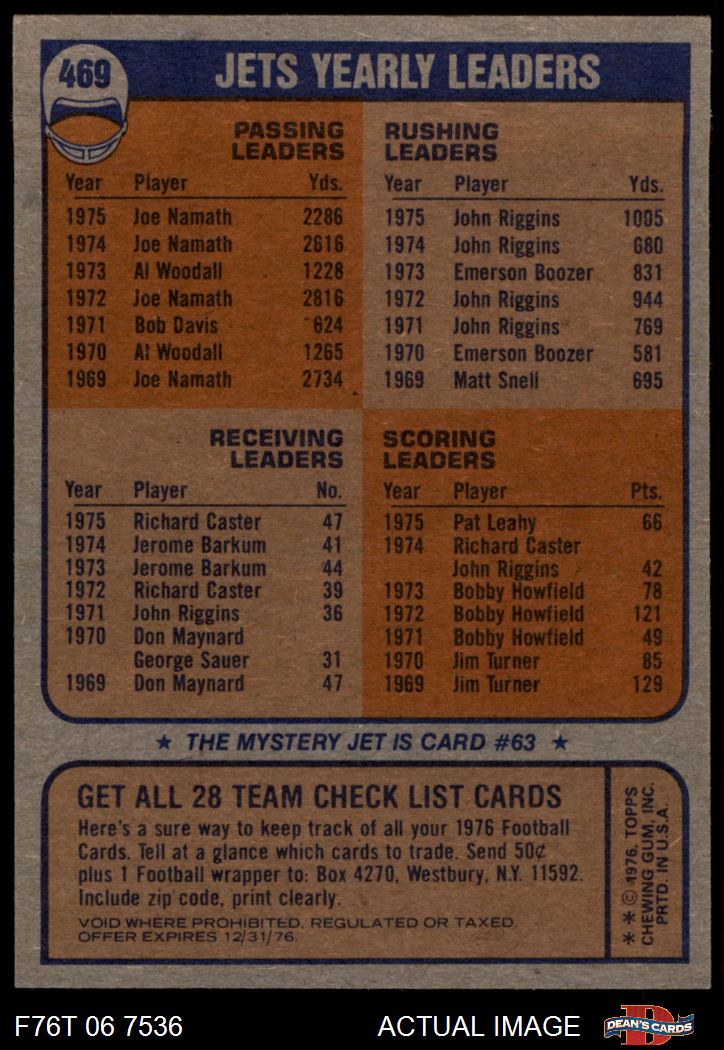 469
JETS YEARLY LEADERS
PASSING
LEADERS
Year Player Yds.
1975 Joe Namath 2286
1974 Joe Namath 2616
1973 Al Woodall 1228
1972 Joe Namath 2816
1971 Bob Davis 624
1970 Al Woodall 1265
1969 Joe Namath 2734
RUSHING
LEADERS
Year Player Yds.
1975 John Riggins 1005
1974 John Riggins 680
1973 Emerson Boozer 831
1972 John Riggins 944
1971 John Riggins 769
1970 Emerson Boozer 581
1969 Matt Snell 695
RECEIVING
LEADERS
Year Player No.
1975 Richard Caster 47
1974 Jerome Barkum 41
1973 Jerome Barkum 44
1972 Richard Caster 39
1971 John Riggins 36
1970 Don Maynard
George Sauer 31
1969 Don Maynard 47
SCORING
LEADERS
Year Player Pts.
1975 Pat Leahy 66
1974 Richard Caster
John Riggins 42
1973 Bobby Howfield 78
1972 Bobby Howfield 121
1971 Bobby Howfield 49
1970 Jim Turner 85
1969 Jim Turner 129
★ THE MYSTERY JET IS CARD #63 ★
GET ALL 28 TEAM CHECK LIST CARDS
Here's a sure way to keep track of all your 1976 Football
Cards. Tell at a glance which cards to trade. Send 50¢
plus 1 Football wrapper to: Box 4270, Westbury, N.Y. 11592.
Include zip code, print clearly.
VOID WHERE PROHIBITED, REGULATED OR TAXED.
OFFER EXPIRES 12/31/76.
** © 1976, TOPPS
CHEWING GUM, INC.
PRTD. IN U.S.A.
F76T 06 7536 ACTUAL IMAGE
D
DEAN'S CARDS